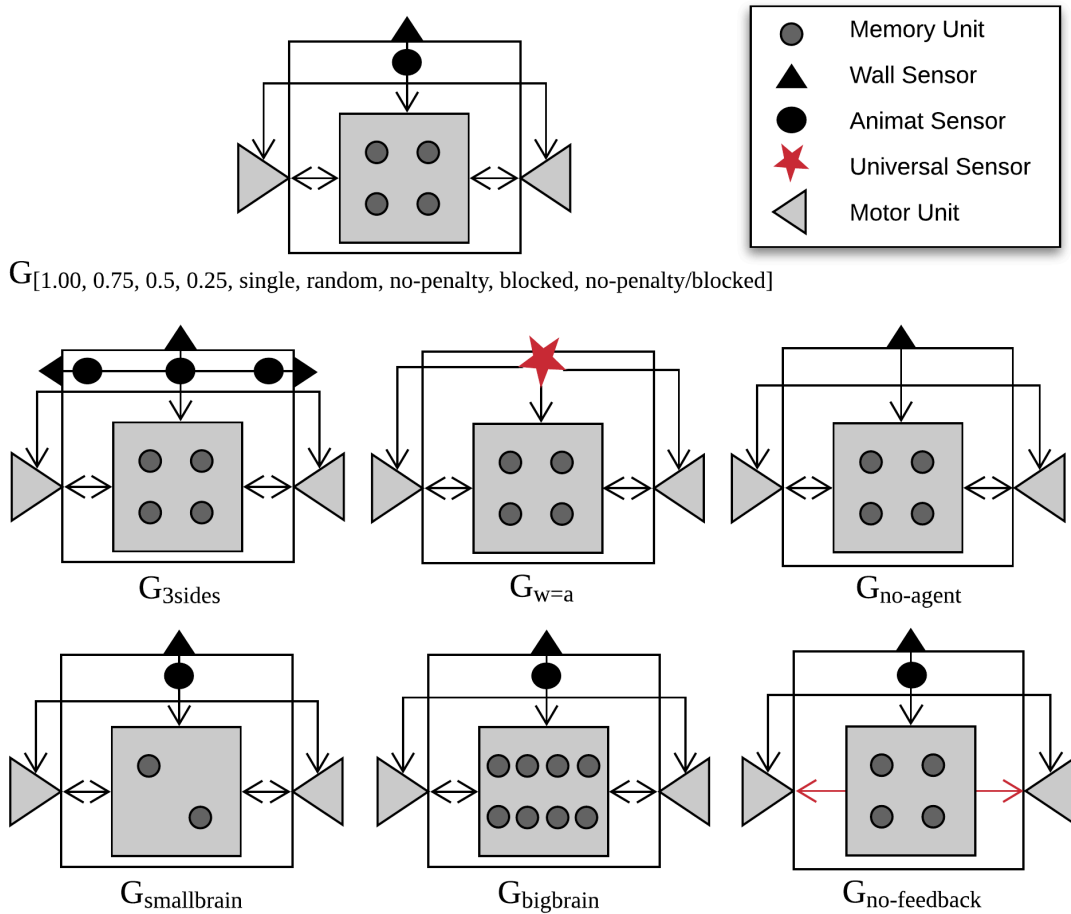 Memory Unit
Wall Sensor
Animat Sensor
Universal Sensor
Motor Unit
G[1.00, 0.75, 0.5, 0.25, single, random, no-penalty, blocked, no-penalty/blocked]
G3sides
Gw=a
Gno-agent
Gsmallbrain
Gbigbrain
Gno-feedback